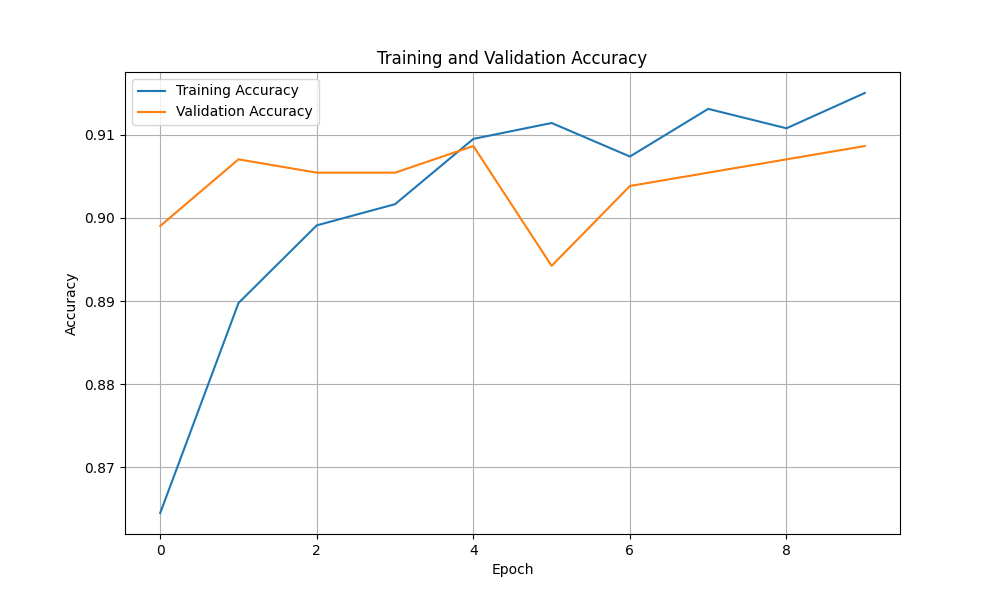 Training and Validation Accuracy
Training Accuracy
Validation Accuracy
0.91
0.90
0.89
0.88
0.87
Accuracy
0 2 4 6 8
Epoch